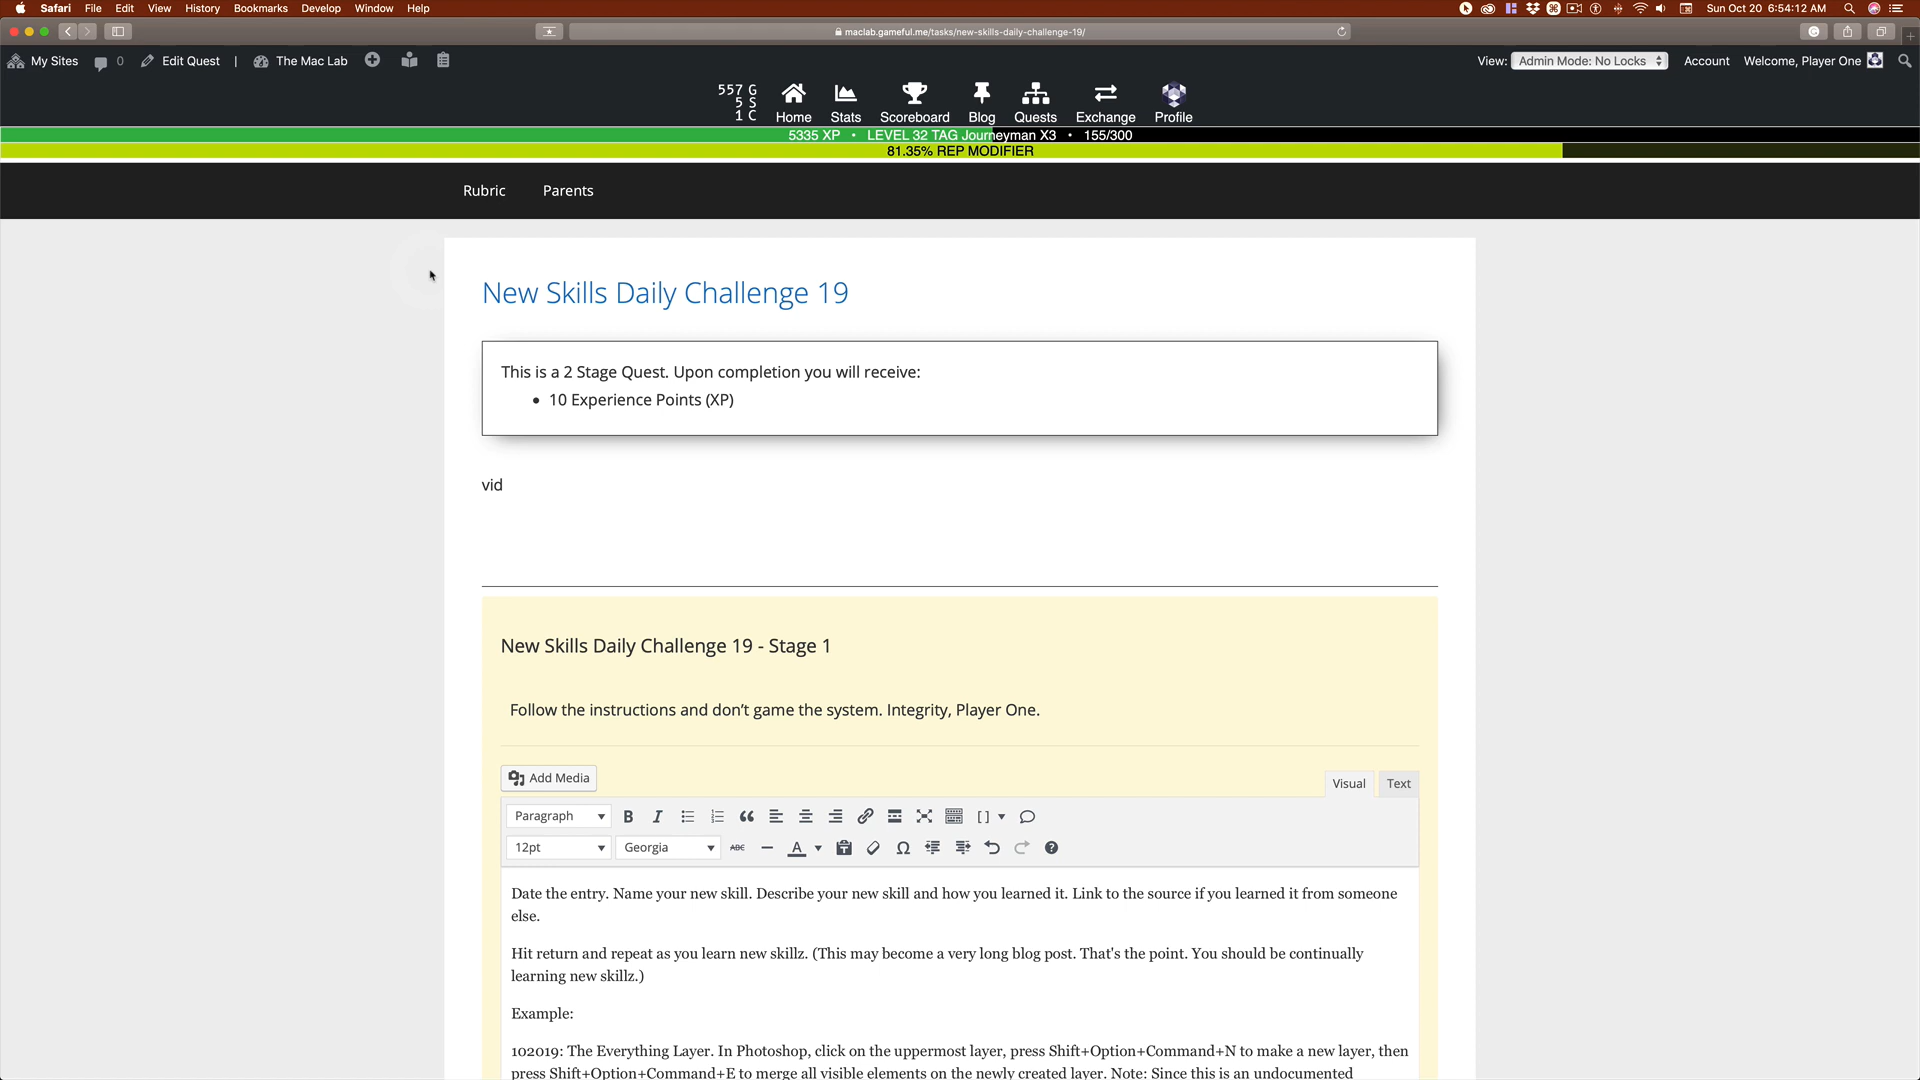 Safari File Edit View History Bookmarks Develop Window Help Sun Oct 20 6:54:12 AM
maclab.gameful.me/tasks/new-skills-daily-challenge-19/
My Sites 0 Edit Quest | The Mac Lab View: Admin Mode: No Locks Account Welcome, Player One
557 G
5 S
1 C
Home Stats Scoreboard Blog Quests Exchange Profile
5335 XP • LEVEL 32 TAG Journeyman X3 • 155/300
81.35% REP MODIFIER
Rubric Parents
New Skills Daily Challenge 19
This is a 2 Stage Quest. Upon completion you will receive:
• 10 Experience Points (XP)
vid
New Skills Daily Challenge 19 - Stage 1
Follow the instructions and don’t game the system. Integrity, Player One.
Add Media
Visual Text
Paragraph B I
12pt Georgia ABC A
Date the entry. Name your new skill. Describe your new skill and how you learned it. Link to the source if you learned it from someone
else.
Hit return and repeat as you learn new skillz. (This may become a very long blog post. That's the point. You should be continually
learning new skillz.)
Example:
102019: The Everything Layer. In Photoshop, click on the uppermost layer, press Shift+Option+Command+N to make a new layer, then
press Shift+Option+Command+E to merge all visible elements on the newly created layer. Note: Since this is an undocumented